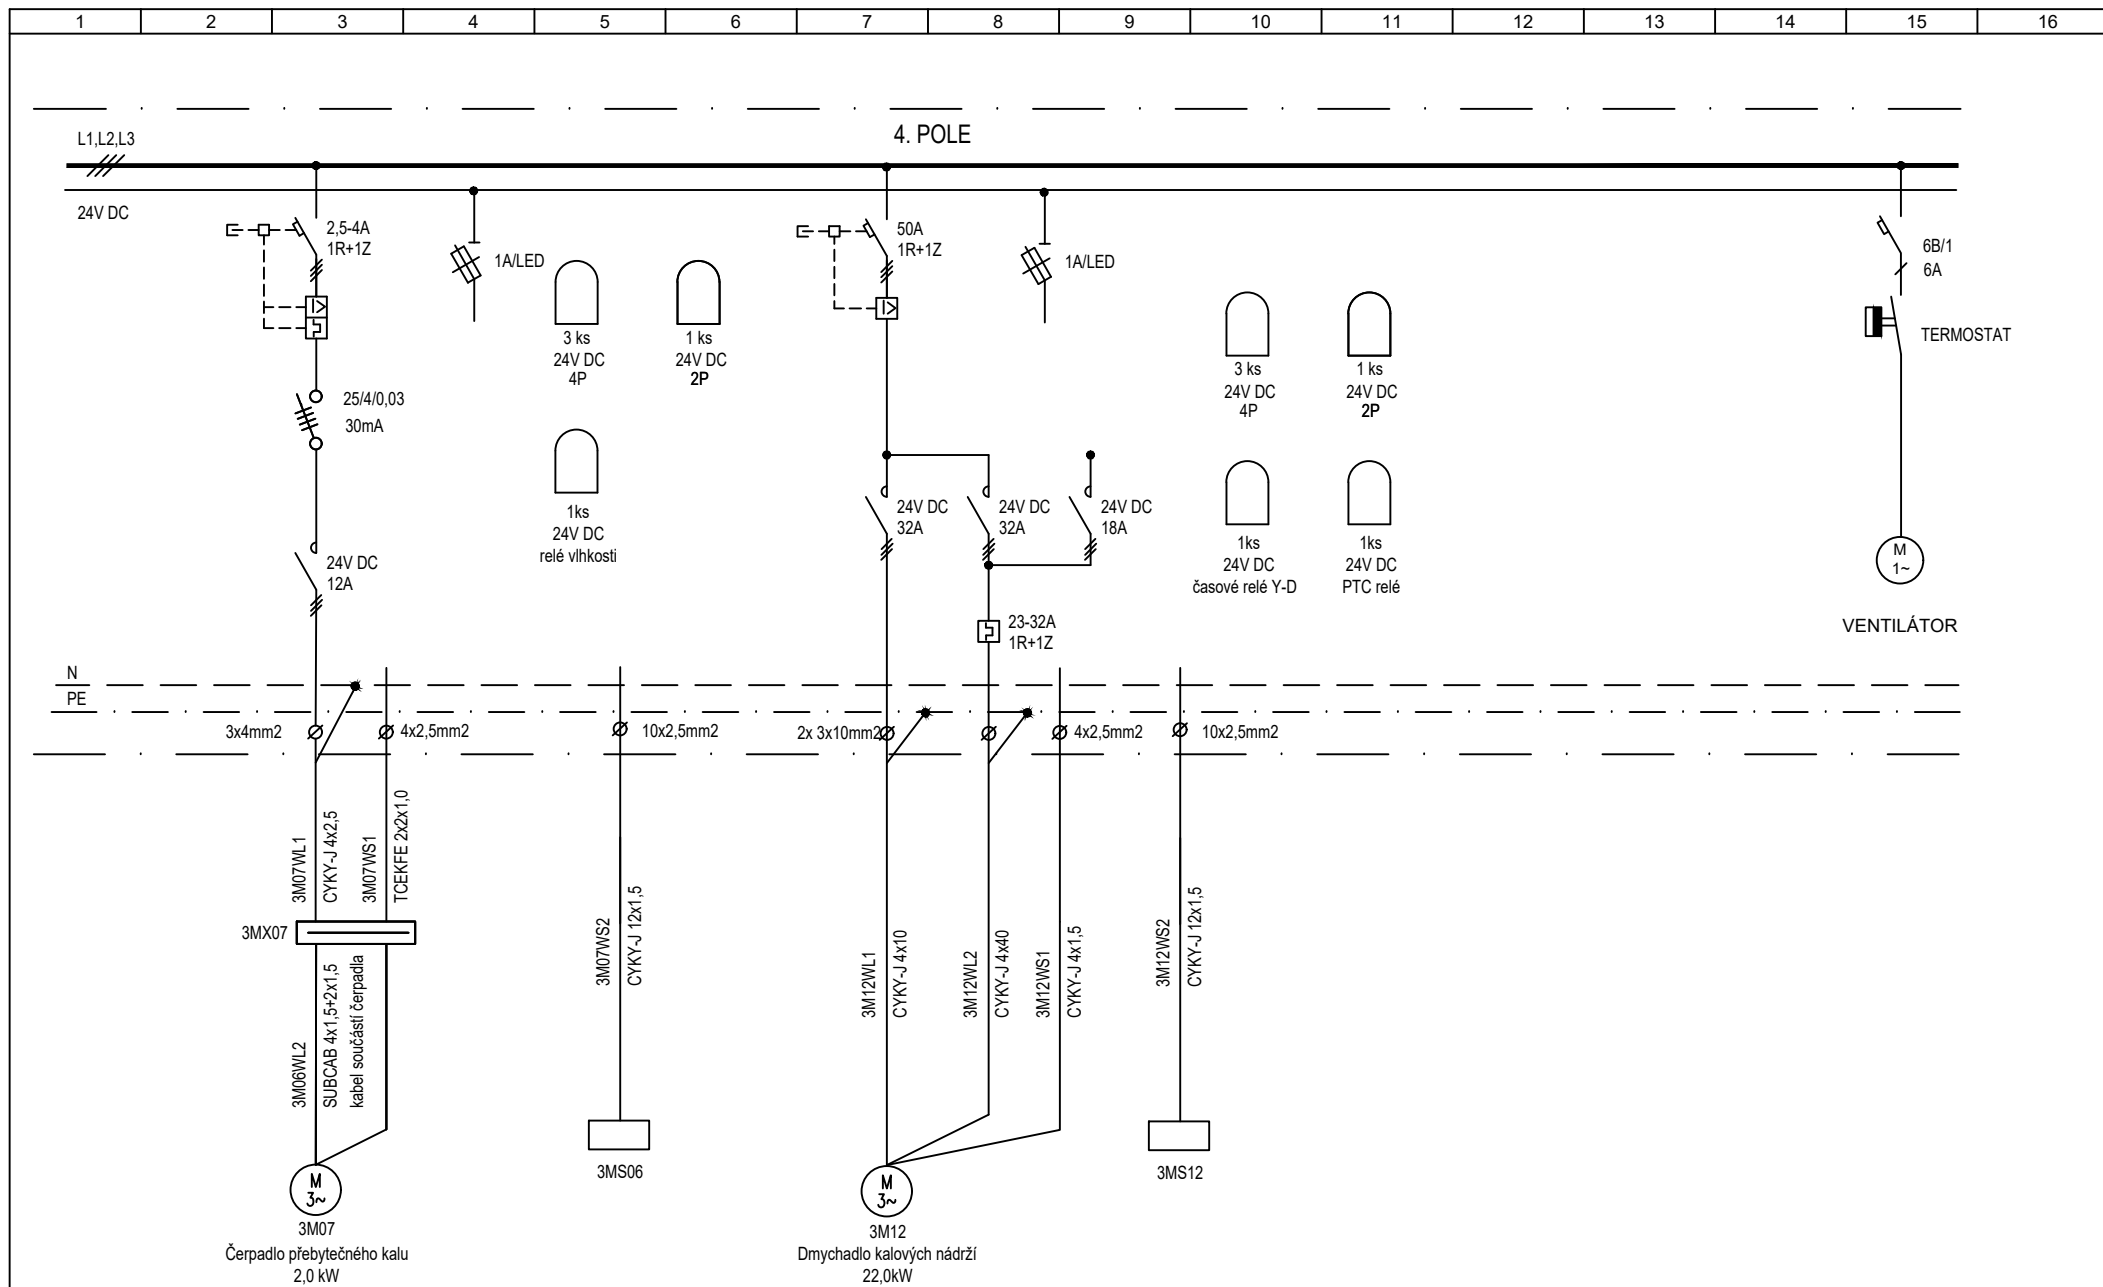 1 2 3 4 5 6 7 8 9 10 11 12 13 14 15 16
4. POLE
L1,L2,L3
24V DC
2,5-4A
1R+1Z
1A/LED
50A
1R+1Z
1A/LED
6B/1
6A
TERMOSTAT
3 ks
24V DC
4P
1 ks
24V DC
2P
3 ks
24V DC
4P
1 ks
24V DC
2P
25/4/0,03
30mA
1ks
24V DC
relé vlhkosti
24V DC
32A
24V DC
32A
24V DC
18A
1ks
24V DC
časové relé Y-D
1ks
24V DC
PTC relé
24V DC
12A
M
1~
VENTILÁTOR
23-32A
1R+1Z
N
PE
3x4mm2
4x2,5mm2
10x2,5mm2
2x 3x10mm2
4x2,5mm2
10x2,5mm2
3M07WL1
CYKY-J 4x2,5
3M07WS1
TCEKFE 2x2x1,0
3MX07
3M06WL2
SUBCAB 4x1,5+2x1,5
kabel součástí čerpadla
3M07WS2
CYKY-J 12x1,5
3M12WL1
CYKY-J 4x10
3M12WL2
CYKY-J 4x40
3M12WS1
CYKY-J 4x1,5
3M12WS2
CYKY-J 12x1,5
3MS06
3MS12
M
3~
3M07
Čerpadlo přebytečného kalu
2,0 kW
M
3~
3M12
Dmychadlo kalových nádrží
22,0kW